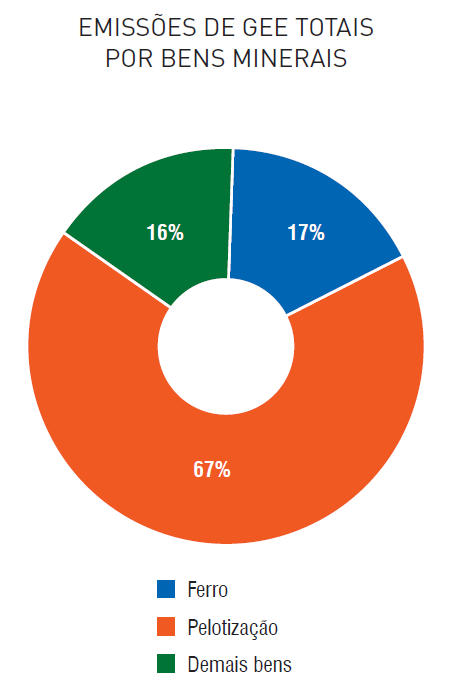 EMISSÕES DE GEE TOTAIS
POR BENS MINERAIS
16%
17%
67%
Ferro
Pelotização
Demais bens